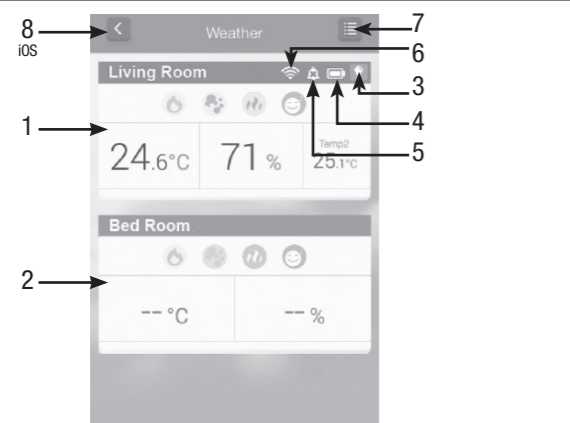 8
iOS
Weather
7
6
Living Room
3
4
5
1
24.6°C
71 %
Temp2
25.1°C
Bed Room
2
-- °C
-- %